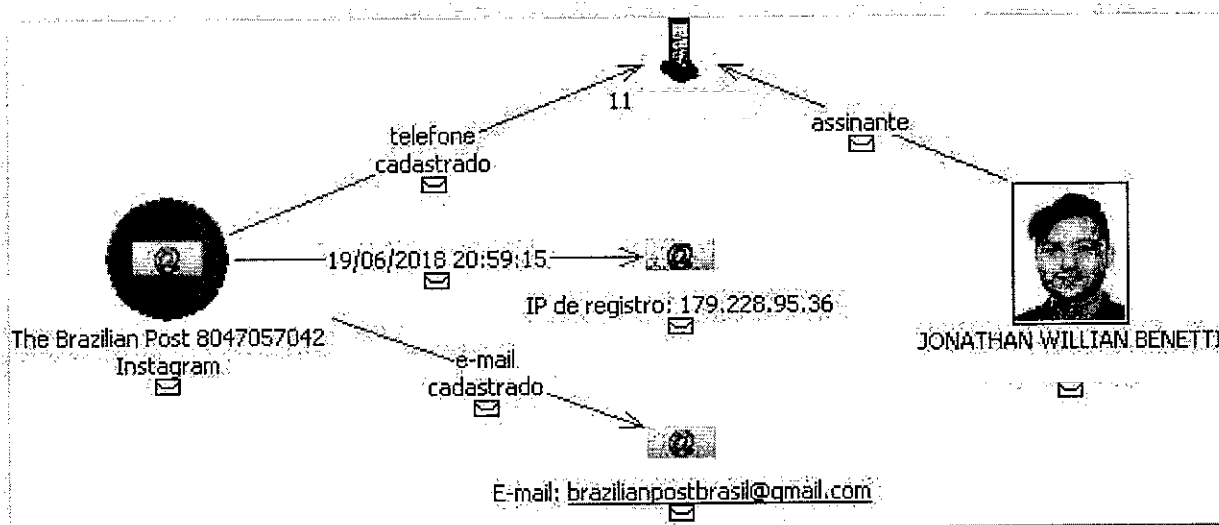 11
telefone
cadastrado
assinante
19/06/2018 20:59:15
IP de registro: 179.228.95.36
The Brazilian Post 8047057042
Instagram
JONATHAN WILLIAN BENETTI
e-mail
cadastrado
E-mail: brazilianpostbrasil@gmail.com